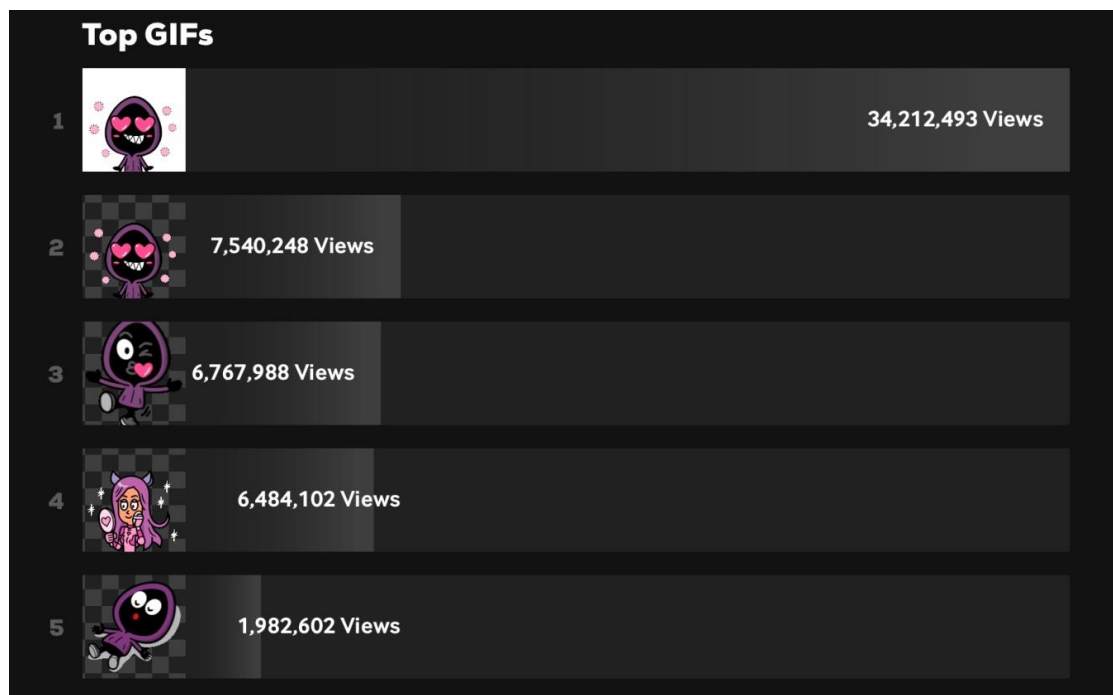 Top GIFs
1
34,212,493 Views
2
7,540,248 Views
3
6,767,988 Views
4
6,484,102 Views
5
1,982,602 Views